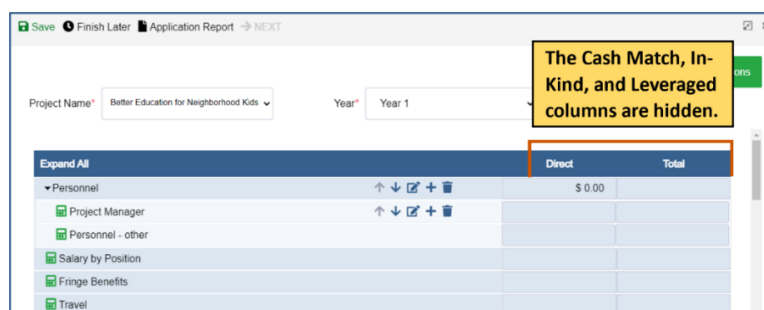 Save Finish Later Application Report NEXT
The Cash Match, In-
Kind, and Leveraged
columns are hidden.
ons
Project Name* Better Education for Neighborhood Kids Year* Year 1
Expand All Direct Total
Personnel $ 0.00
Project Manager
Personnel - other
Salary by Position
Fringe Benefits
Travel